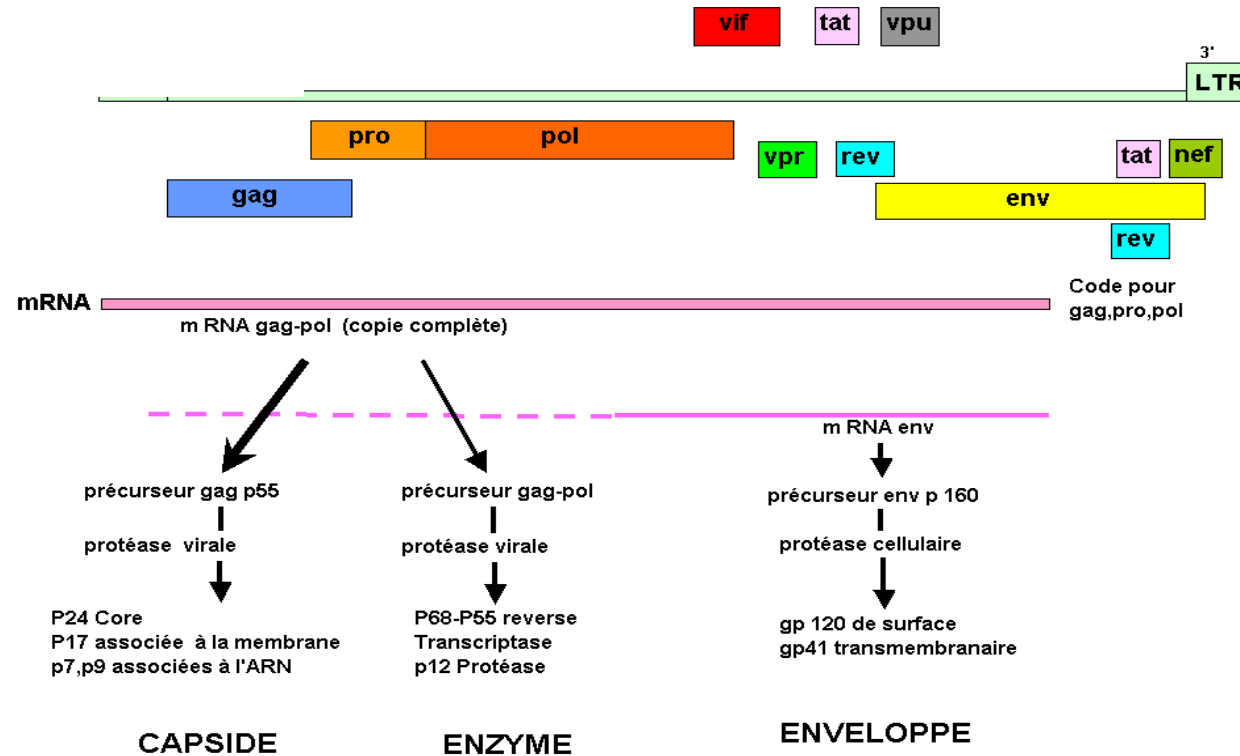 vif tat vpu
3'
LTR
pro pol
vpr rev tat nef
gag env
rev
mRNA
Code pour
gag,pro,pol
m RNA gag-pol (copie complète)
m RNA env
précurseur gag p55 précurseur gag-pol précurseur env p 160
protéase virale protéase virale protéase cellulaire
P24 Core
P17 associée à la membrane
p7,p9 associées à l'ARN
P68-P55 reverse
Transcriptase
p12 Protéase
gp 120 de surface
gp41 transmembranaire
CAPSIDE ENZYME ENVELOPPE